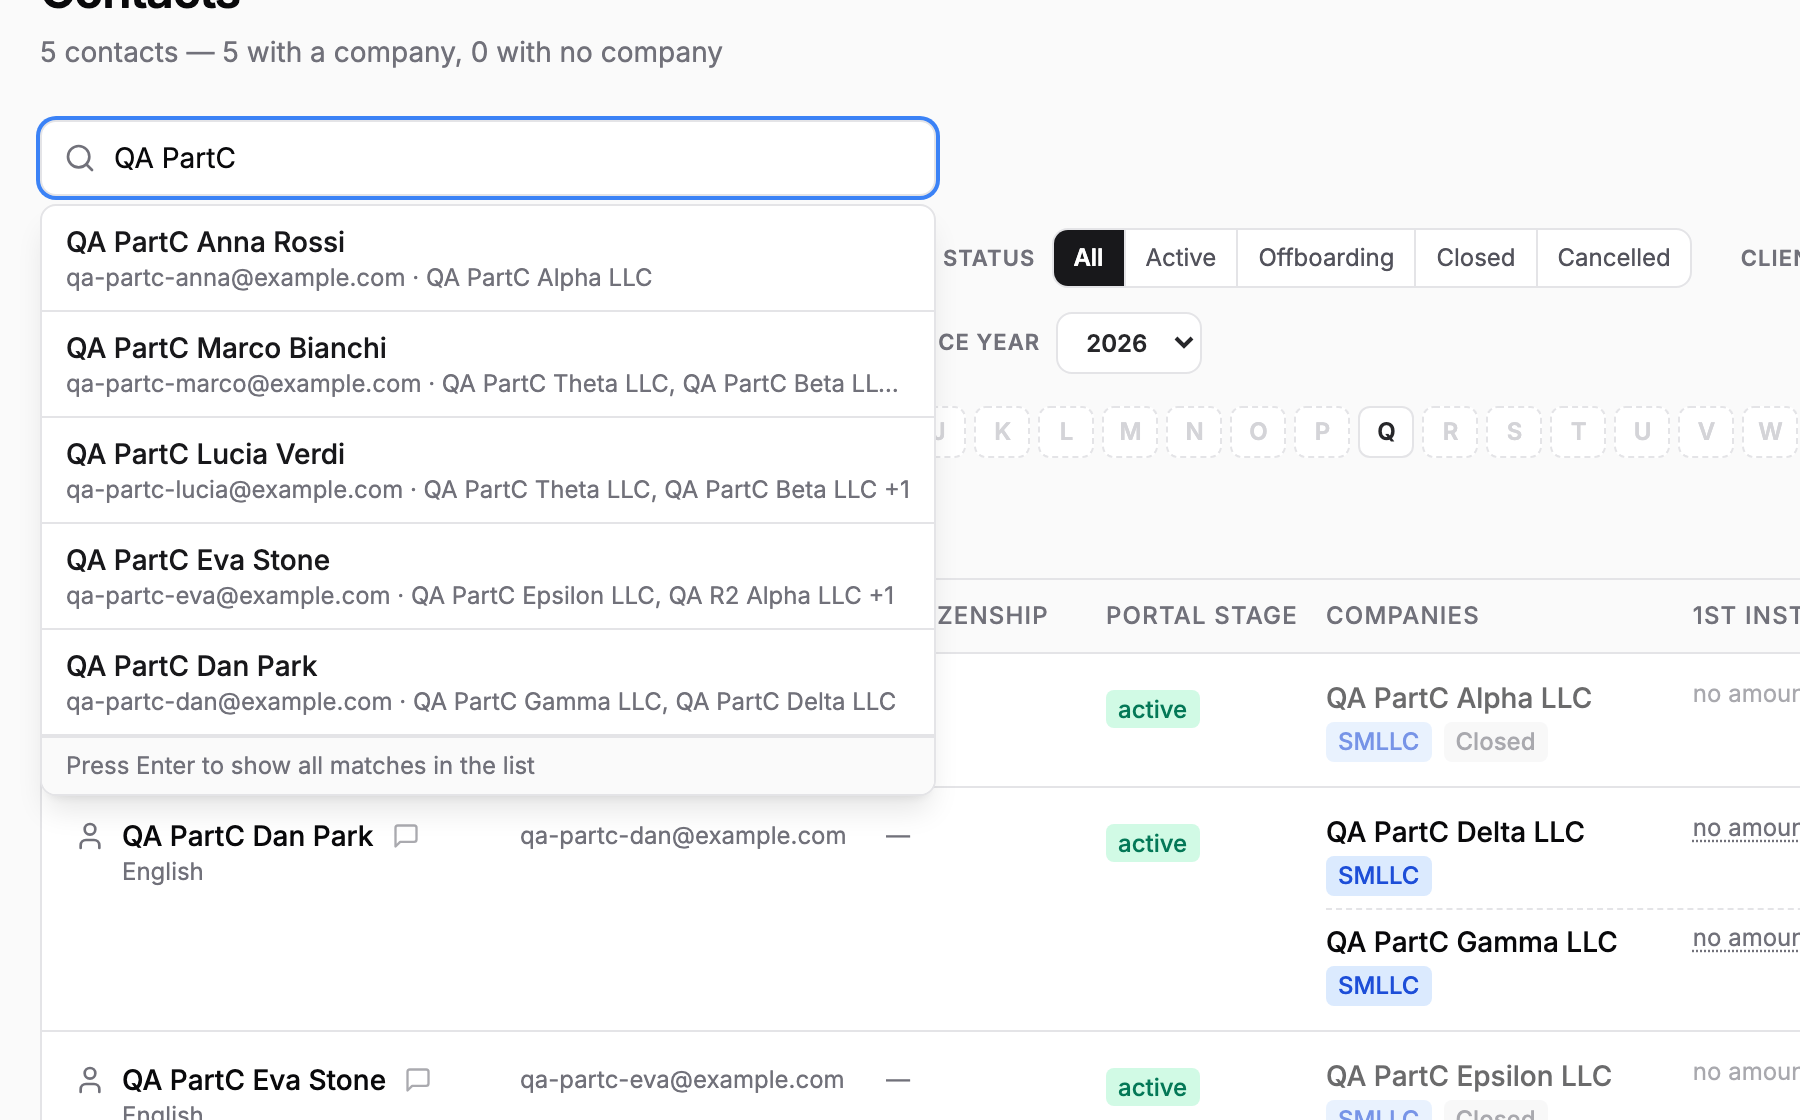 Contacts
5 contacts — 5 with a company, 0 with no company
QA PartC
QA PartC Anna Rossi
qa-partc-anna@example.com · QA PartC Alpha LLC
QA PartC Marco Bianchi
qa-partc-marco@example.com · QA PartC Theta LLC, QA PartC Beta LL...
QA PartC Lucia Verdi
qa-partc-lucia@example.com · QA PartC Theta LLC, QA PartC Beta LLC +1
QA PartC Eva Stone
qa-partc-eva@example.com · QA PartC Epsilon LLC, QA R2 Alpha LLC +1
QA PartC Dan Park
qa-partc-dan@example.com · QA PartC Gamma LLC, QA PartC Delta LLC
Press Enter to show all matches in the list
STATUS All Active Offboarding Closed Cancelled CLIEN
CE YEAR 2026
J K L M N O P Q R S T U V W
ZENSHIP PORTAL STAGE COMPANIES 1ST INST
active QA PartC Alpha LLC no amour
SMLLC Closed
QA PartC Dan Park qa-partc-dan@example.com — active QA PartC Delta LLC no amour
English SMLLC
QA PartC Gamma LLC no amour
SMLLC
QA PartC Eva Stone qa-partc-eva@example.com — active QA PartC Epsilon LLC no amour
English SMLLC Closed